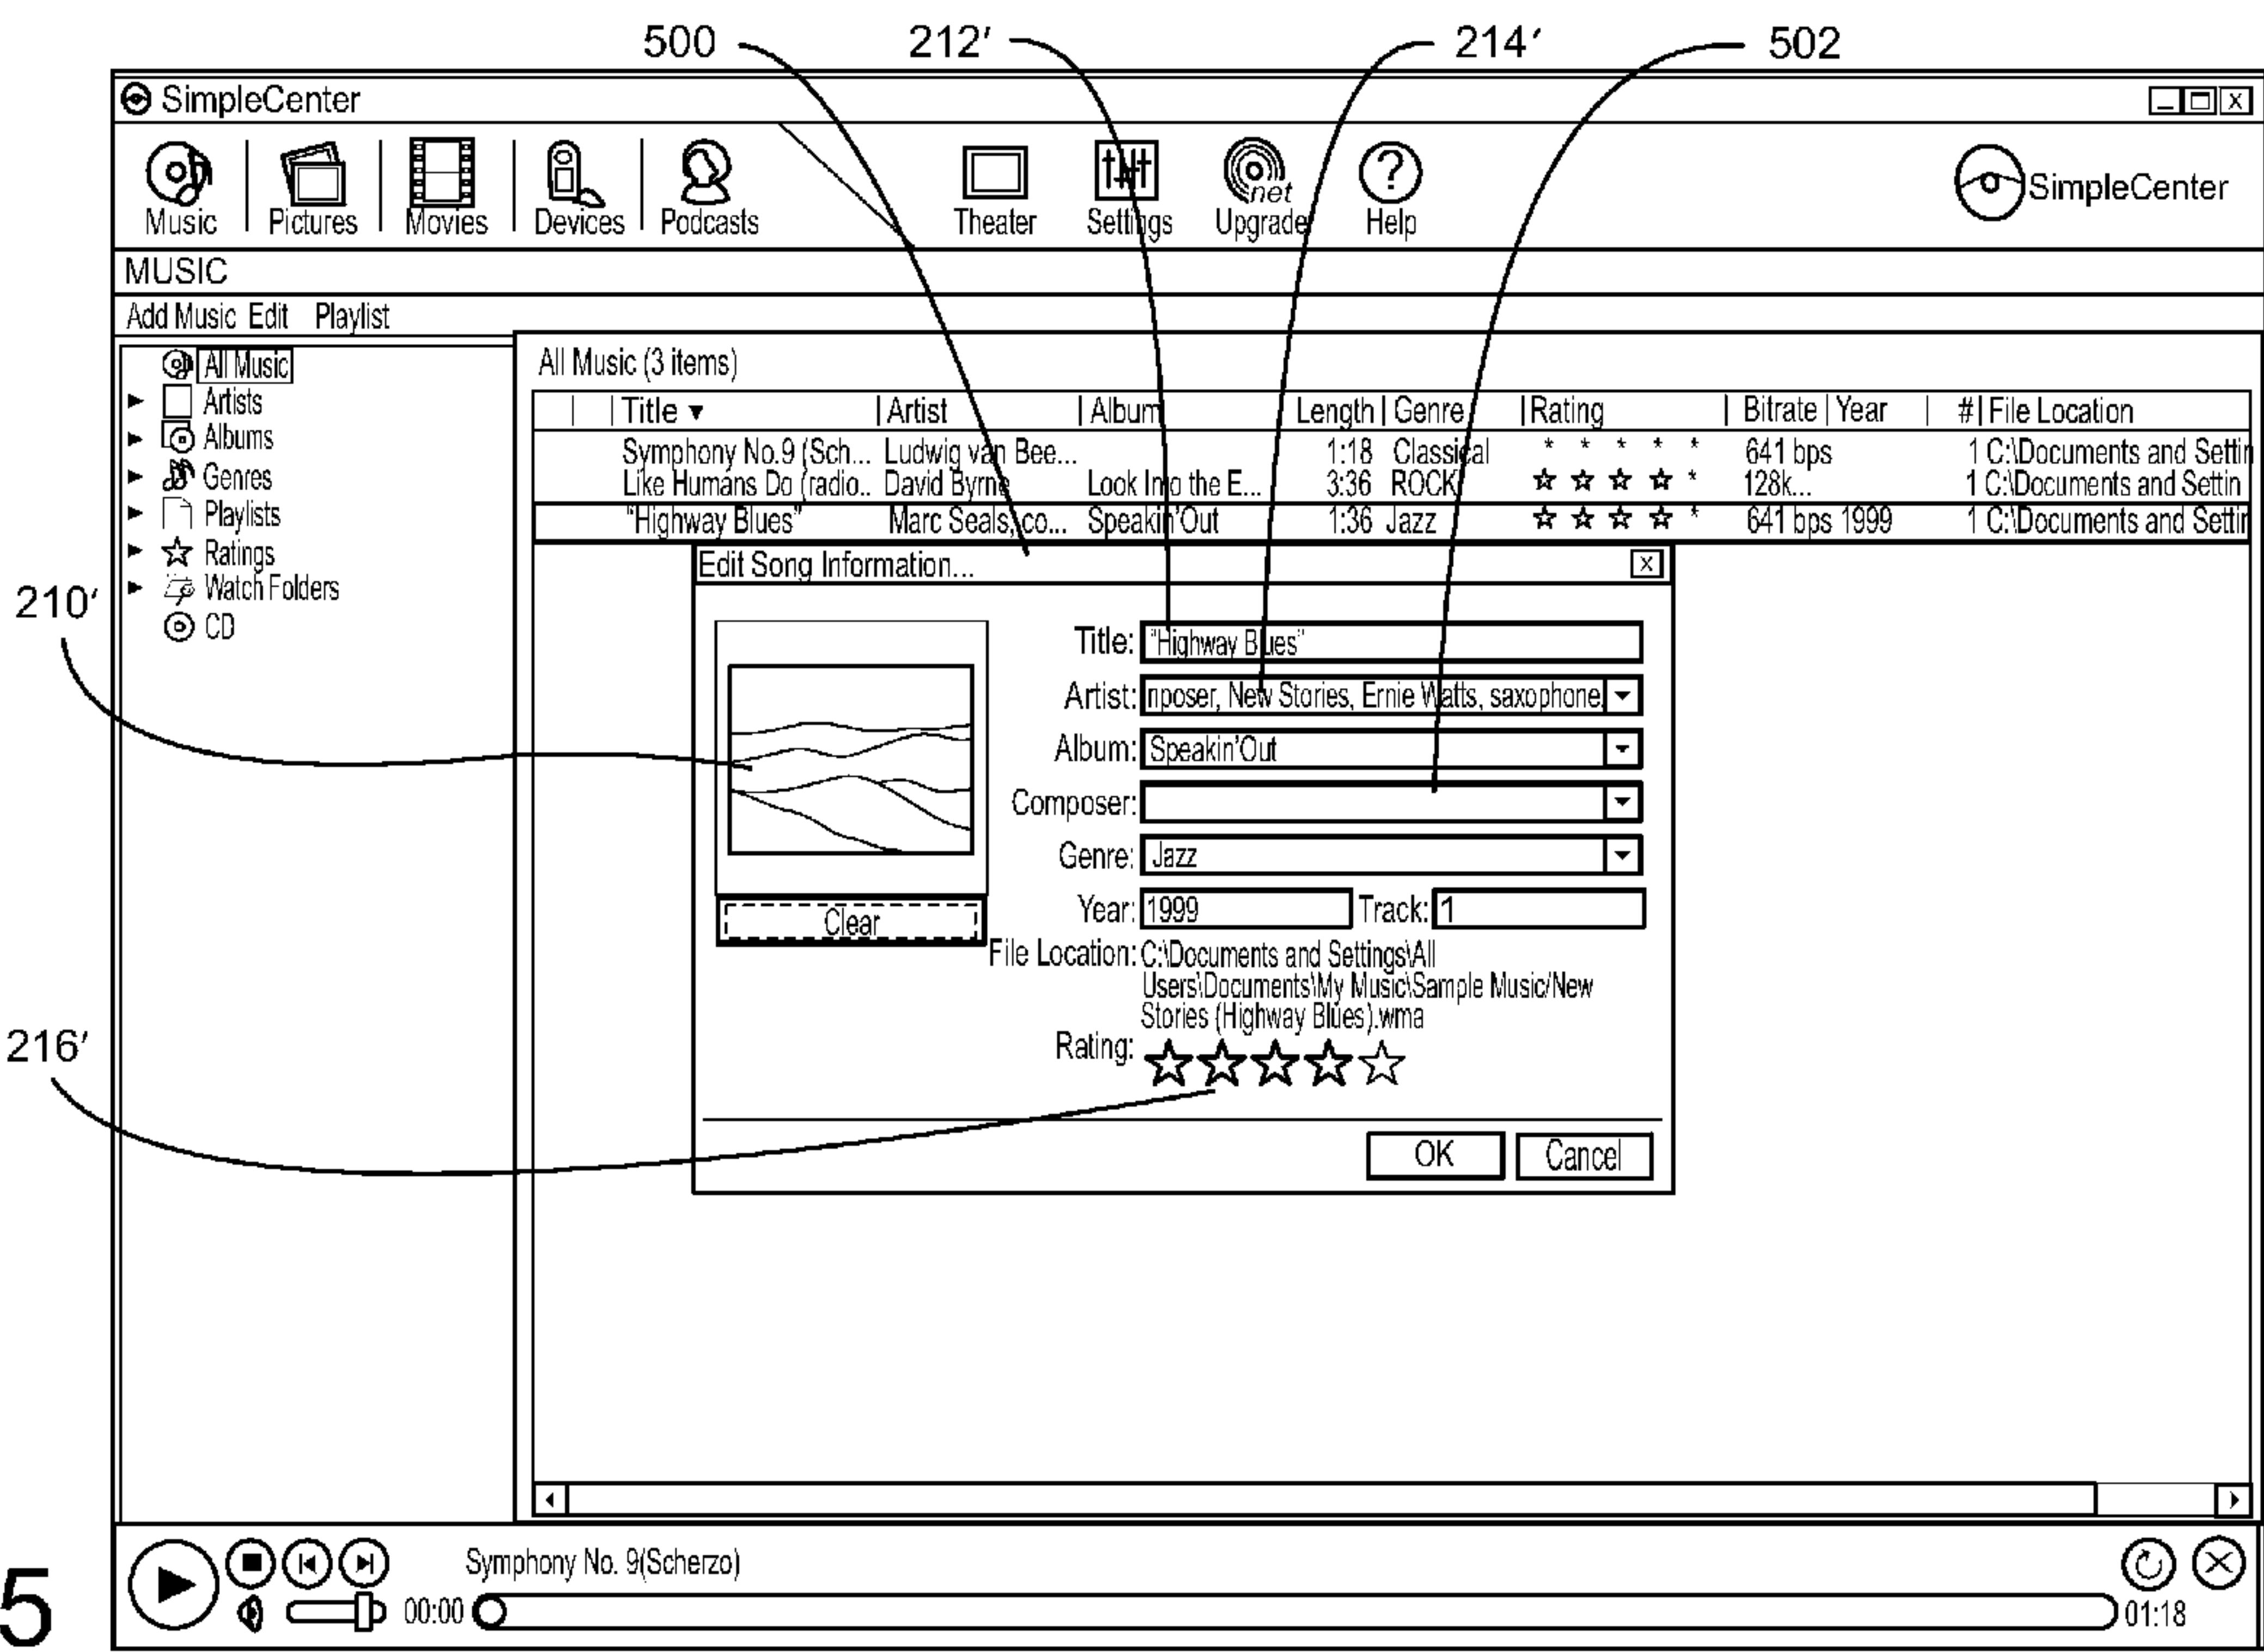 500 212′ 214′ 502
SimpleCenter
Music Pictures Movies Devices Podcasts Theater Settings net Upgrade Help SimpleCenter
MUSIC
Add Music Edit Playlist
All Music
Artists
Albums
Genres
Playlists
Ratings
Watch Folders
CD
210′
216′
All Music (3 items)
Title Artist Album Length Genre Rating Bitrate Year # File Location
Symphony No.9 (Sch... Ludwig van Bee... 1:18 Classical * * * * * 641 bps 1 C:\Documents and Settin
Like Humans Do (radio.. David Byrne Look Into the E... 3:36 ROCK ☆ ☆ ☆ ☆ * 128k... 1 C:\Documents and Settin
"Highway Blues" Marc Seals, co... Speakin'Out 1:36 Jazz ☆ ☆ ☆ ☆ * 641 bps 1999 1 C:\Documents and Settin
Edit Song Information...
Title: "Highway Blues"
Artist: nposer, New Stories, Ernie Watts, saxophone.
Album: Speakin'Out
Composer:
Genre: Jazz
Year: 1999 Track: 1
Clear
File Location: C:\Documents and Settings\All
Users\Documents\My Music\Sample Music/New
Stories (Highway Blues).wma
Rating: ☆☆☆☆☆
OK Cancel
Symphony No. 9(Scherzo)
00:00 01:18
5